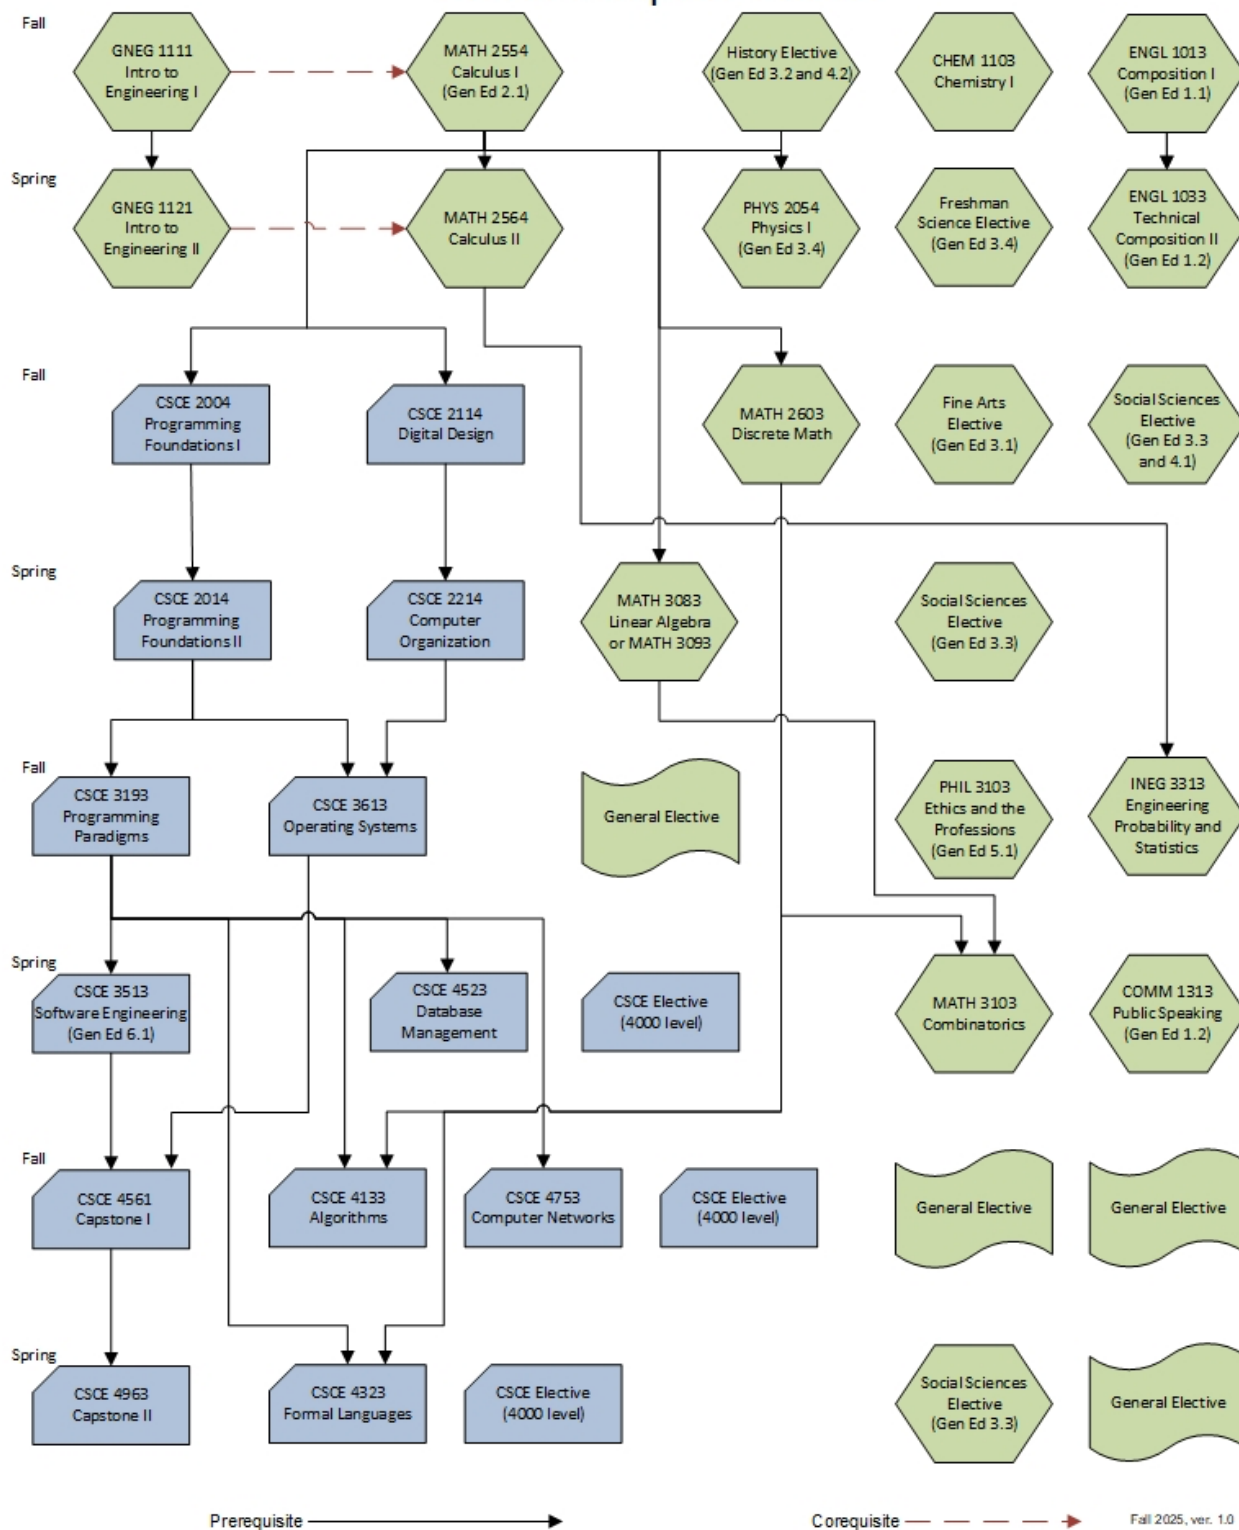 Fall
GNEG 1111
Intro to
Engineering I
MATH 2554
Calculus I
(Gen Ed 2.1)
History Elective
(Gen Ed 3.2 and 4.2)
CHEM 1103
Chemistry I
ENGL 1013
Composition I
(Gen Ed 1.1)
Spring
GNEG 1121
Intro to
Engineering II
MATH 2564
Calculus II
PHYS 2054
Physics I
(Gen Ed 3.4)
Freshman
Science Elective
(Gen Ed 3.4)
ENGL 1033
Technical
Composition II
(Gen Ed 1.2)
Fall
CSCE 2004
Programming
Foundations I
CSCE 2114
Digital Design
MATH 2603
Discrete Math
Fine Arts
Elective
(Gen Ed 3.1)
Social Sciences
Elective
(Gen Ed 3.3
and 4.1)
Spring
CSCE 2014
Programming
Foundations II
CSCE 2214
Computer
Organization
MATH 3083
Linear Algebra
or MATH 3093
Social Sciences
Elective
(Gen Ed 3.3)
Fall
CSCE 3193
Programming
Paradigms
CSCE 3613
Operating Systems
General Elective
PHIL 3103
Ethics and the
Professions
(Gen Ed 5.1)
INEG 3313
Engineering
Probability and
Statistics
Spring
CSCE 3513
Software Engineering
(Gen Ed 6.1)
CSCE 4523
Database
Management
CSCE Elective
(4000 level)
MATH 3103
Combinatorics
COMM 1313
Public Speaking
(Gen Ed 1.2)
Fall
CSCE 4561
Capstone I
CSCE 4133
Algorithms
CSCE 4753
Computer Networks
CSCE Elective
(4000 level)
General Elective
General Elective
Spring
CSCE 4963
Capstone II
CSCE 4323
Formal Languages
CSCE Elective
(4000 level)
Social Sciences
Elective
(Gen Ed 3.3)
General Elective
Prerequisite
Corequisite
Fall 2025, ver. 1.0